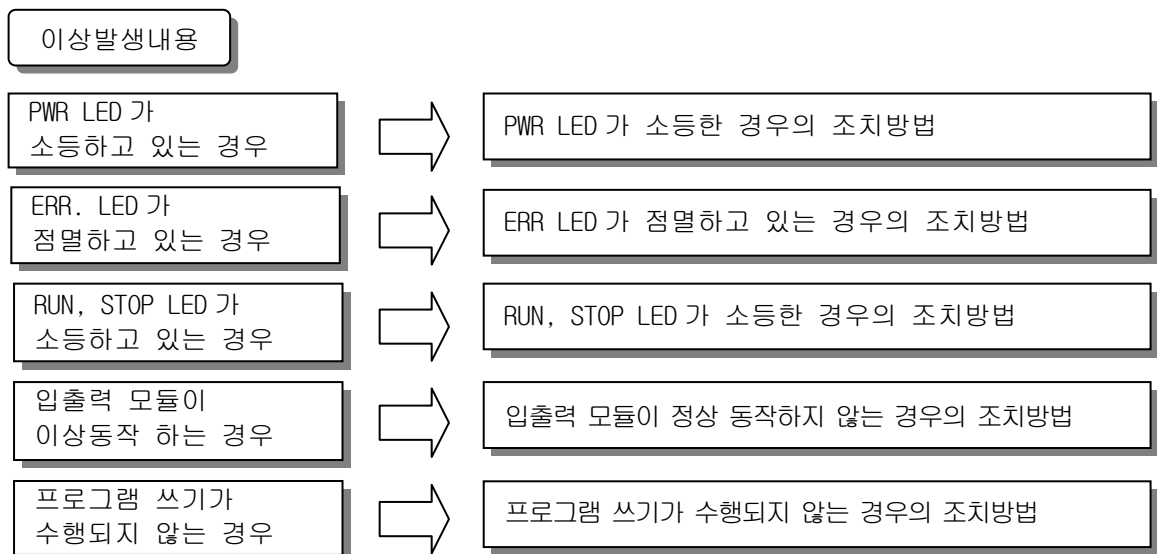 이상발생내용
PWR LED 가
소등하고 있는 경우
PWR LED 가 소등한 경우의 조치방법
ERR. LED 가
점멸하고 있는 경우
ERR LED 가 점멸하고 있는 경우의 조치방법
RUN, STOP LED 가
소등하고 있는 경우
RUN, STOP LED 가 소등한 경우의 조치방법
입출력 모듈이
이상동작 하는 경우
입출력 모듈이 정상 동작하지 않는 경우의 조치방법
프로그램 쓰기가
수행되지 않는 경우
프로그램 쓰기가 수행되지 않는 경우의 조치방법